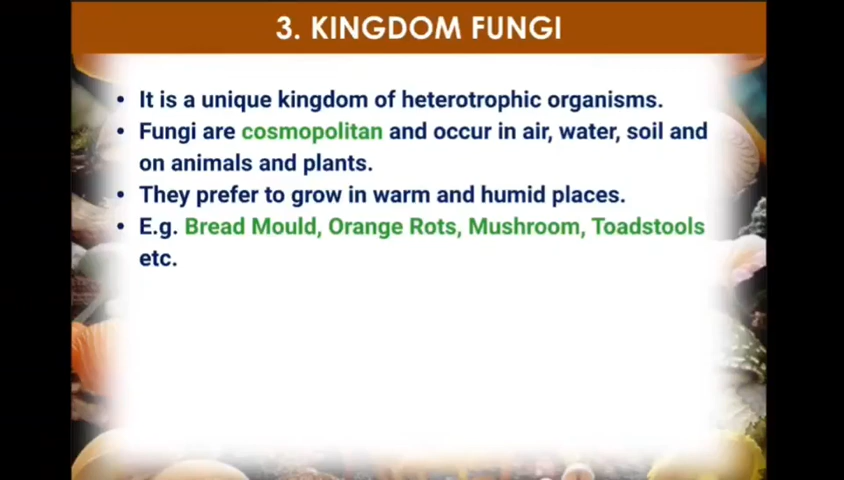 3. KINGDOM FUNGI
• It is a unique kingdom of heterotrophic organisms.
• Fungi are cosmopolitan and occur in air, water, soil and
on animals and plants.
• They prefer to grow in warm and humid places.
• E.g. Bread Mould, Orange Rots, Mushroom, Toadstools
etc.